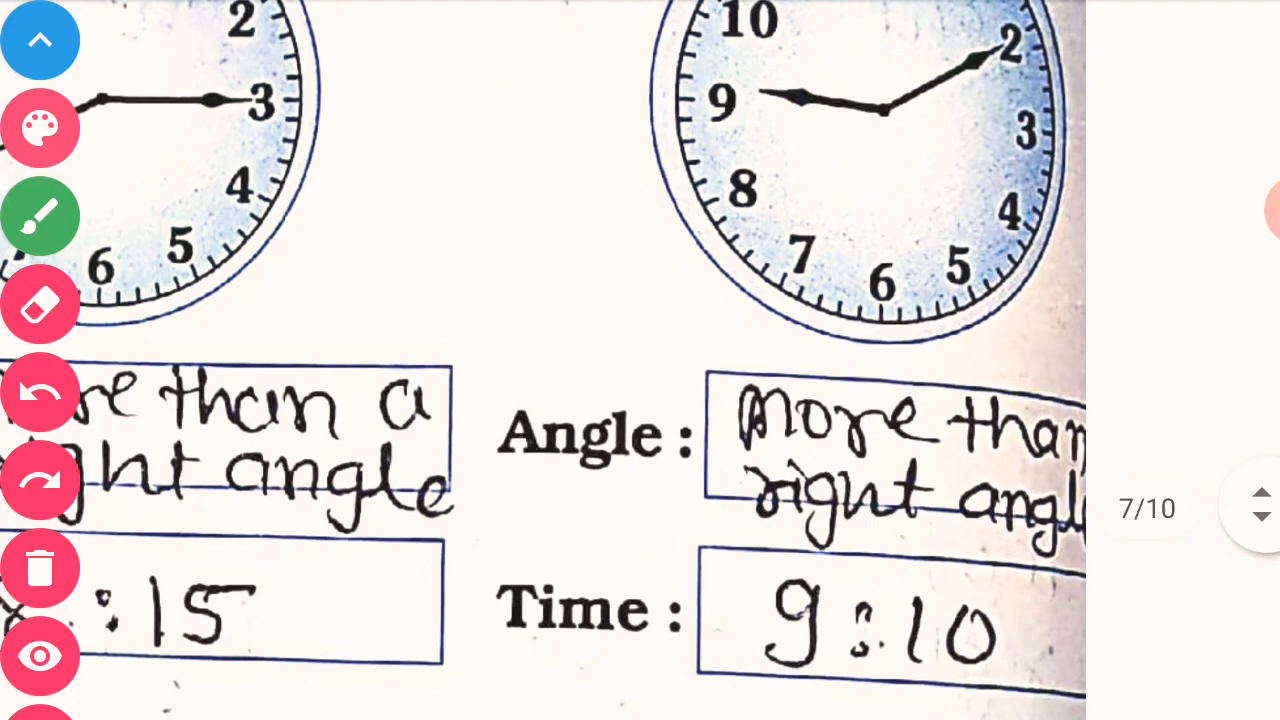 2
3
4
5
6
10
2
9
3
8
4
7
5
6
re than a
ght angle
Angle :
More than
right angl
:15
Time :
9:10
7/10